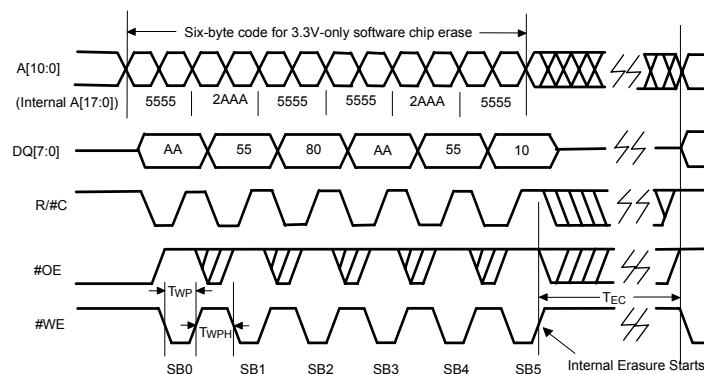 Six-byte code for 3.3V-only software chip erase
A[10:0]
(Internal A[17:0])
5555 2AAA 5555 5555 2AAA 5555
DQ[7:0]
AA 55 80 AA 55 10
R/#C
#OE
TWP
TEC
#WE
TWPH
SB0 SB1 SB2 SB3 SB4 SB5
Internal Erasure Starts